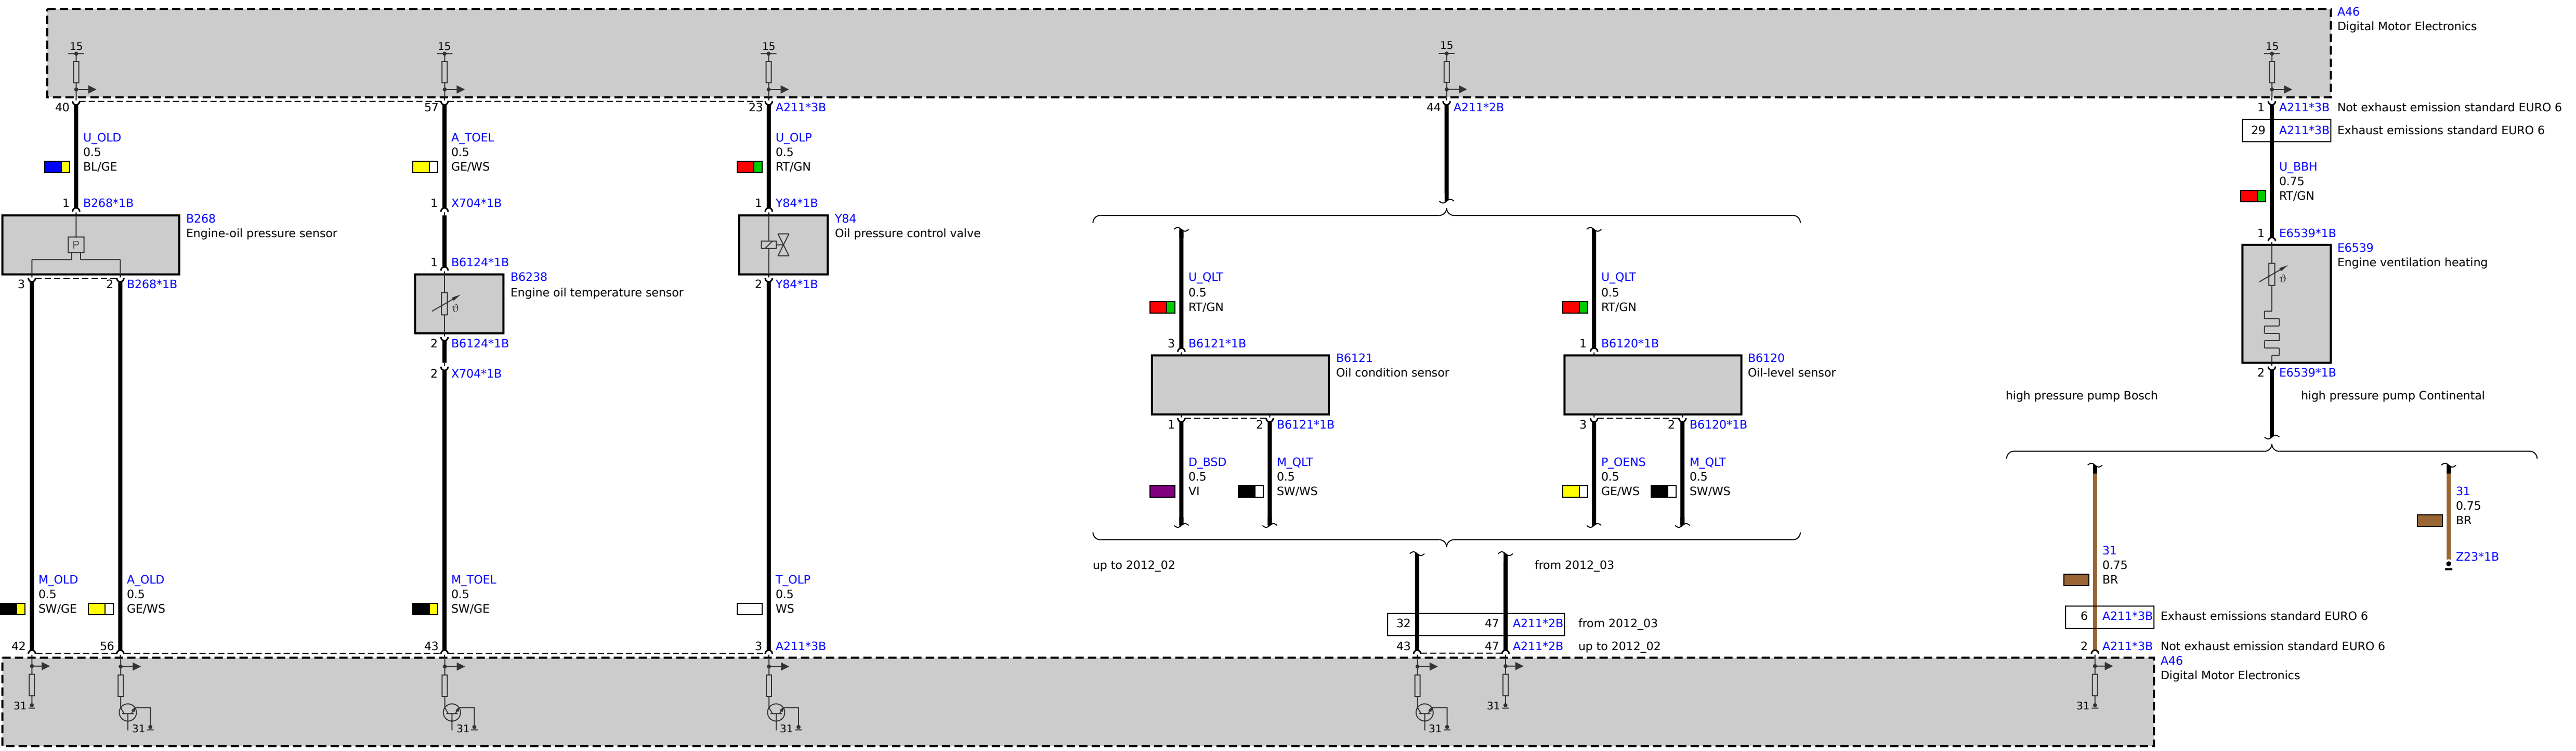 A46
Digital Motor Electronics
15 15 15 15 15
40 57 23 A211*3B 44 A211*2B 1 A211*3B Not exhaust emission standard EURO 6
29 A211*3B Exhaust emissions standard EURO 6
U_OLD A_TOEL U_OLP
0.5 0.5 0.5
BL/GE GE/WS RT/GN
U_BBH
0.75
RT/GN
1 B268*1B 1 X704*1B 1 Y84*1B
B268 Y84
Engine-oil pressure sensor Oil pressure control valve
P
1 E6539*1B
E6539
Engine ventilation heating
ϑ
1 B6124*1B
B6238
Engine oil temperature sensor
ϑ
3 2 B268*1B 2 Y84*1B
U_QLT U_QLT
0.5 0.5
RT/GN RT/GN
2 B6124*1B 3 B6121*1B 1 B6120*1B
B6121 B6120
Oil condition sensor Oil-level sensor
2 X704*1B 2 E6539*1B
high pressure pump Bosch high pressure pump Continental
1 2 B6121*1B 3 2 B6120*1B
D_BSD M_QLT P_OENS M_QLT
0.5 0.5 0.5 0.5
VI SW/WS GE/WS SW/WS
31
0.75
BR
Z23*1B
31
0.75
BR
up to 2012_02 from 2012_03
M_OLD A_OLD M_TOEL T_OLP
0.5 0.5 0.5 0.5
SW/GE GE/WS SW/GE WS
32 47 A211*2B from 2012_03
6 A211*3B Exhaust emissions standard EURO 6
42 56 43 3 A211*3B 43 47 A211*2B up to 2012_02 2 A211*3B Not exhaust emission standard EURO 6
A46
Digital Motor Electronics
31 31 31
31 31 31 31